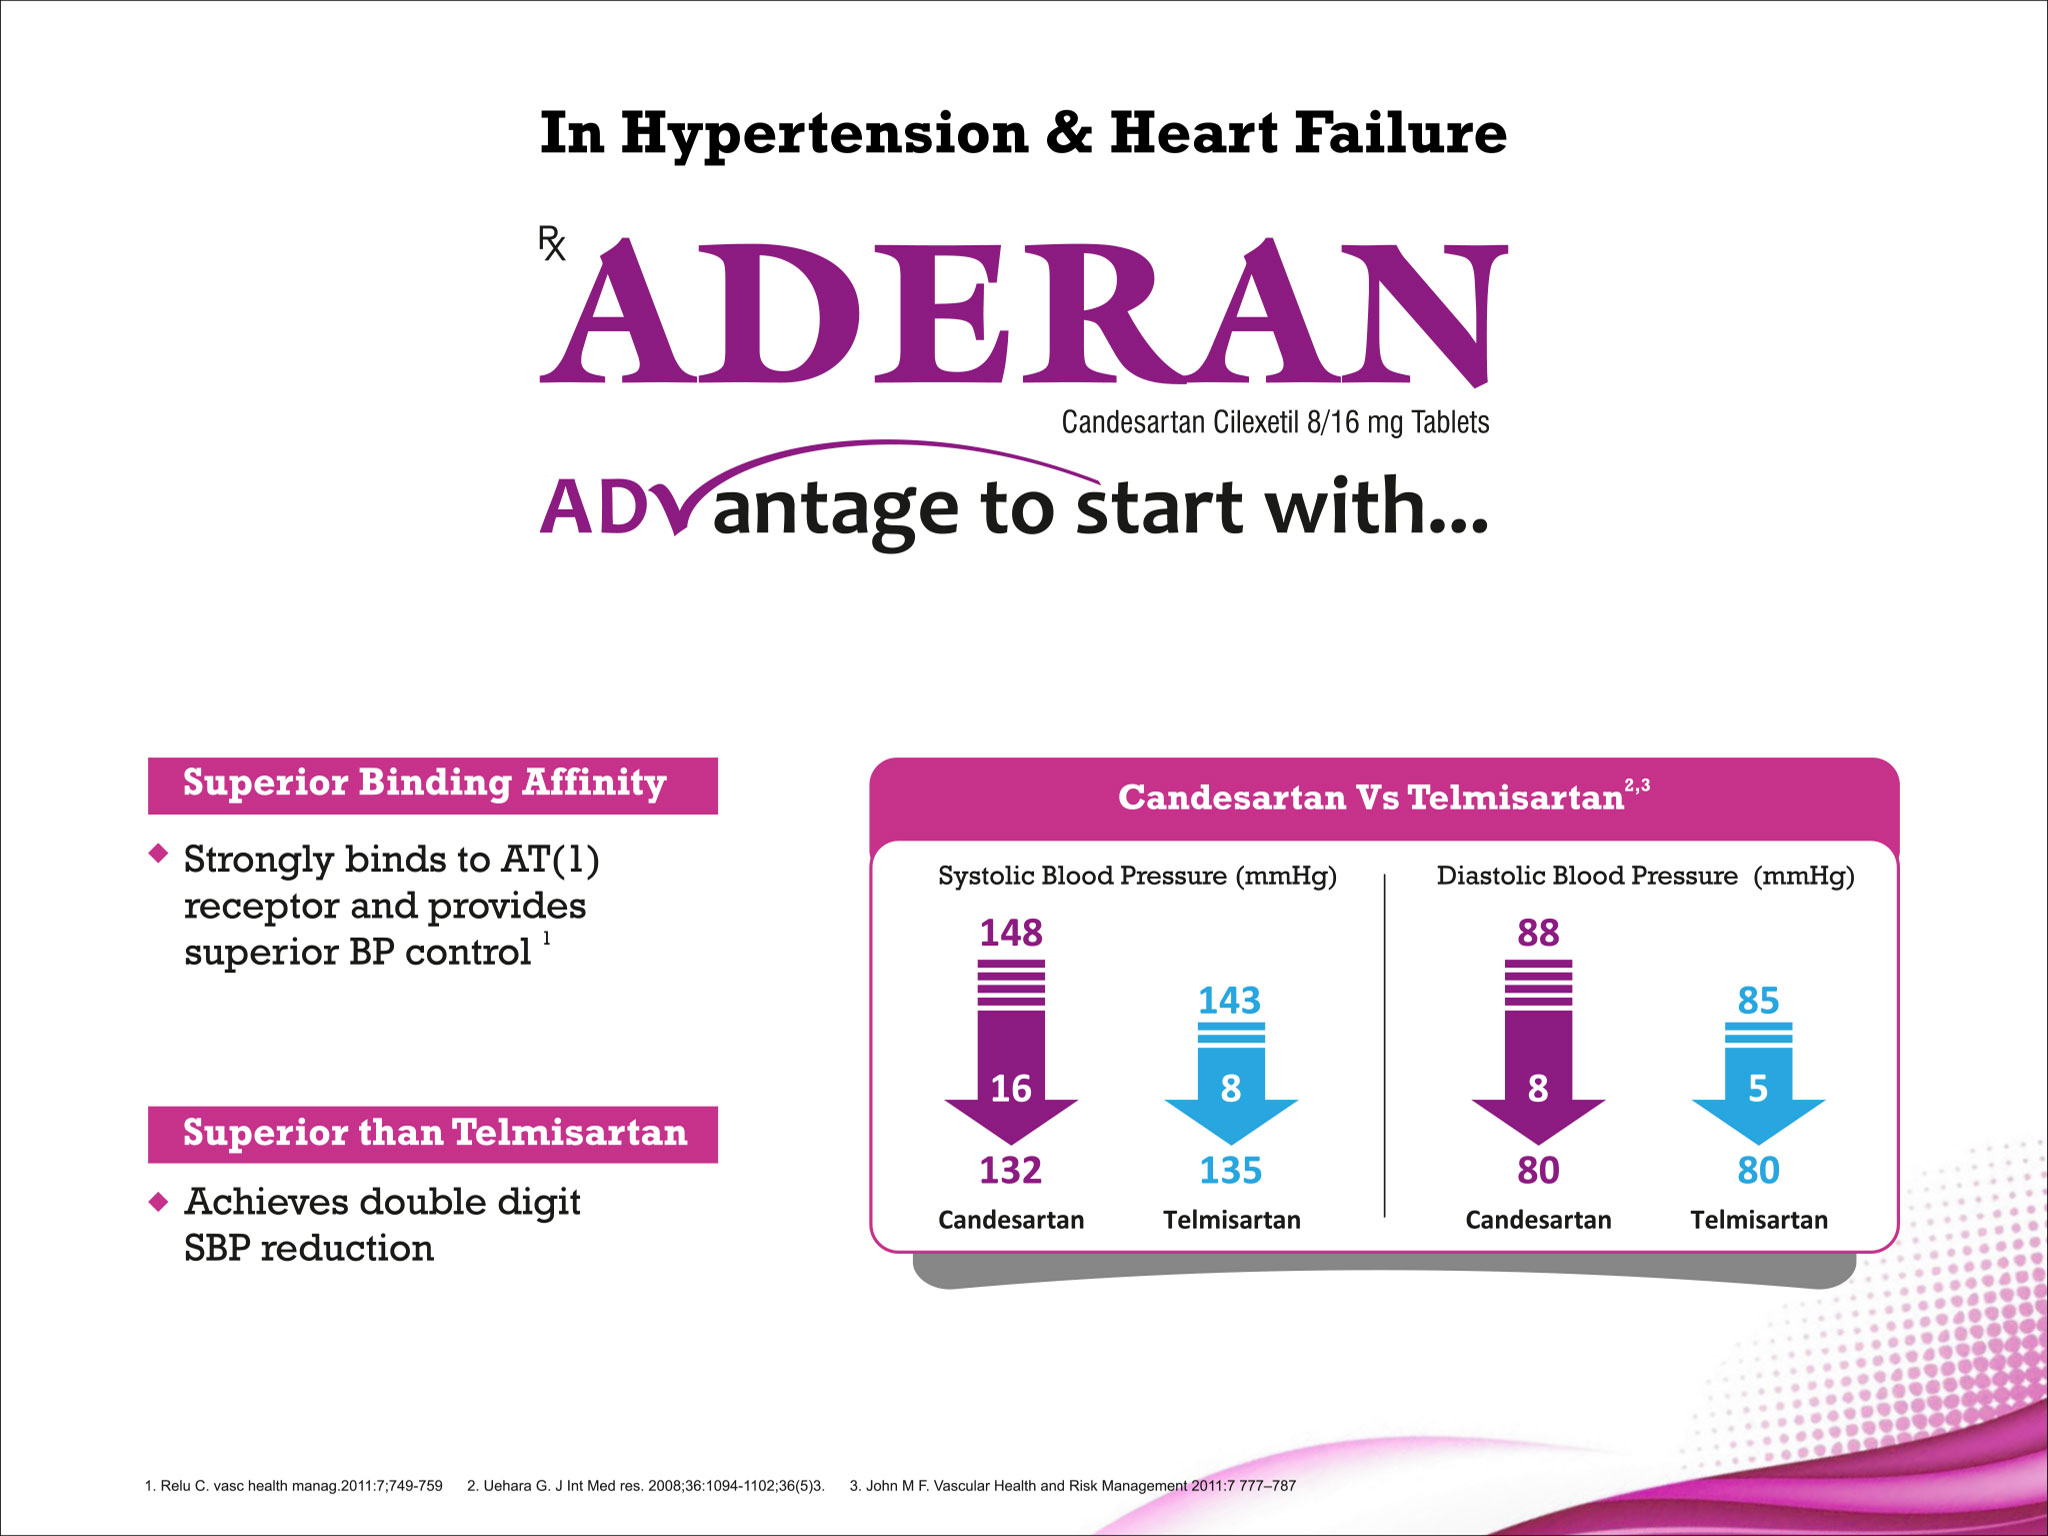 In Hypertension & Heart Failure
Rx ADERAN
Candesartan Cilexetil 8/16 mg Tablets
ADVantage to start with...
Superior Binding Affinity
Strongly binds to AT(1)
receptor and provides
superior BP control 1
Superior than Telmisartan
Achieves double digit
SBP reduction
Candesartan Vs Telmisartan2,3
Systolic Blood Pressure (mmHg)
148
143
16
8
132
135
Candesartan
Telmisartan
Diastolic Blood Pressure (mmHg)
88
85
8
5
80
80
Candesartan
Telmisartan
1. Relu C. vasc health manag.2011:7;749-759 2. Uehara G. J Int Med res. 2008;36:1094-1102;36(5)3. 3. John M F. Vascular Health and Risk Management 2011:7 777–787